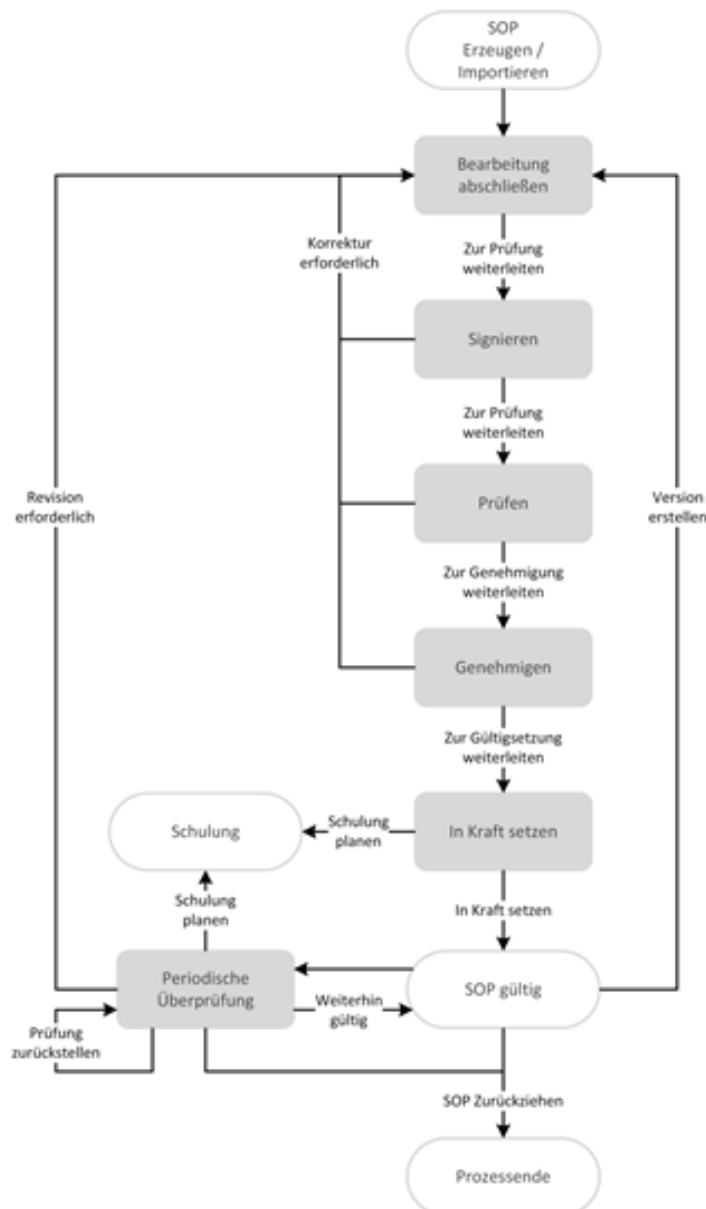 SOP
Erzeugen /
Importieren
Bearbeitung
abschließen
Korrektur
erforderlich
Zur Prüfung
weiterleiten
Signieren
Zur Prüfung
weiterleiten
Revision
erforderlich
Prüfen
Version
erstellen
Zur Genehmigung
weiterleiten
Genehmigen
Zur Gültigsetzung
weiterleiten
Schulung
Schulung
planen
In Kraft setzen
Schulung
planen
In Kraft setzen
Periodische
Überprüfung
SOP gültig
Weiterhin
gültig
Prüfung
zurückstellen
SOP Zurückziehen
Prozessende